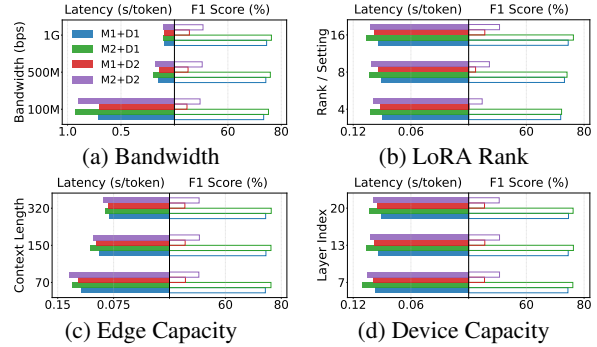 Latency (s/token) F1 Score (%)
Bandwidth (bps)
1G
500M
100M
M1+D1
M2+D1
M1+D2
M2+D2
1.0 0.5 60 80
(a) Bandwidth
Latency (s/token) F1 Score (%)
Rank / Setting
16
8
4
0.12 0.06 60 80
(b) LoRA Rank
Latency (s/token) F1 Score (%)
Context Length
320
150
70
0.15 0.075 60 80
(c) Edge Capacity
Latency (s/token) F1 Score (%)
Layer Index
20
13
7
0.12 0.06 60 80
(d) Device Capacity